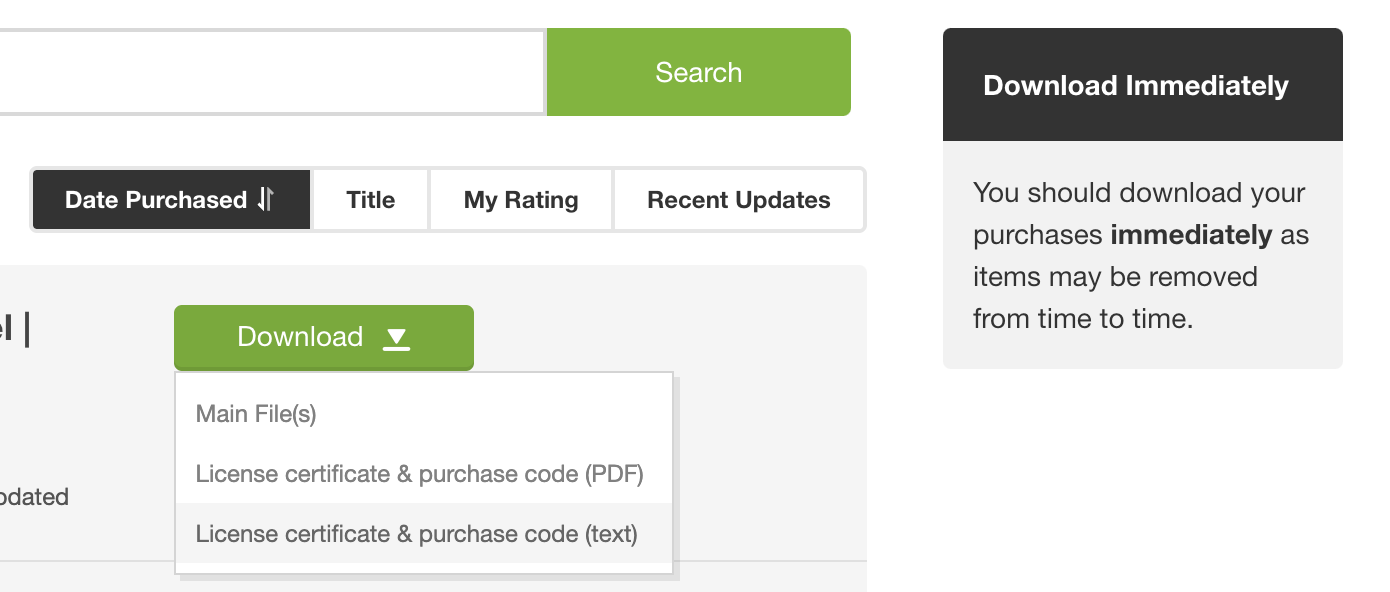 Search
Download Immediately
You should download your
purchases immediately as
items may be removed
from time to time.
Date Purchased
Title
My Rating
Recent Updates
|
Download
Main File(s)
License certificate & purchase code (PDF)
License certificate & purchase code (text)